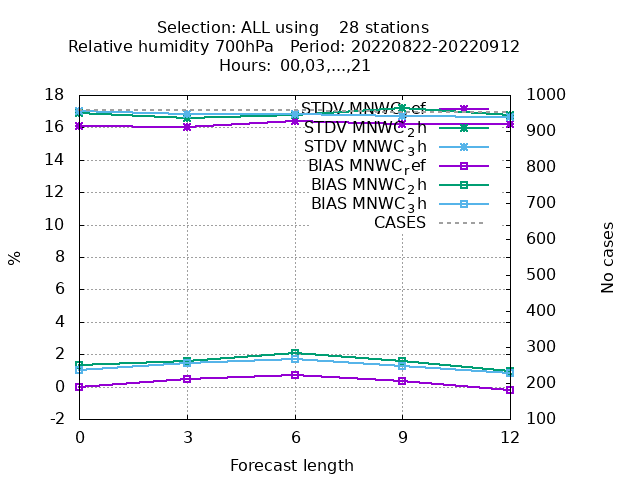 Selection: ALL using 28 stations
Relative humidity 700hPa Period: 20220822-20220912
Hours: 00,03,...,21
18
16
14
12
10
8
6
4
2
0
-2
%
STDV MNWC_ref
STDV MNWC_2h
STDV MNWC_3h
BIAS MNWC_ref
BIAS MNWC_2h
BIAS MNWC_3h
CASES
1000
900
800
700
600
500
400
300
200
100
No cases
0 3 6 9 12
Forecast length